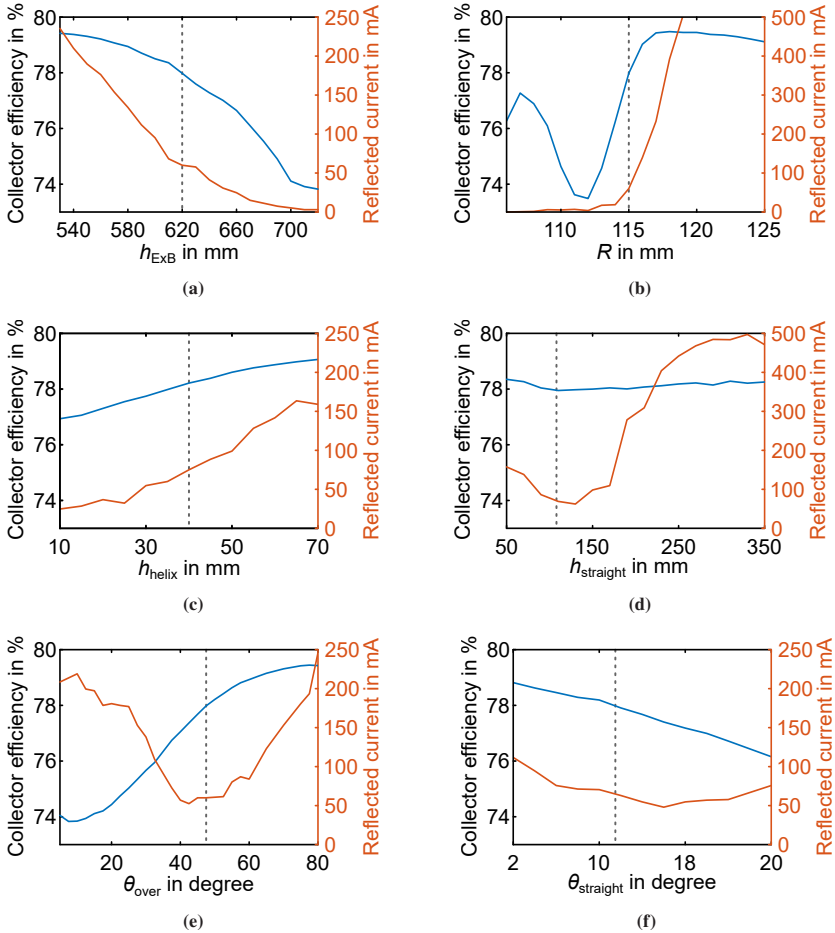 Collector efficiency in %
80
78
76
74
250
200
150
100
50
0
Reflected current in mA
540 580 620 660 700
h_ExB in mm
(a)
Collector efficiency in %
80
78
76
74
500
400
300
200
100
0
Reflected current in mA
110 115 120 125
R in mm
(b)
Collector efficiency in %
80
78
76
74
250
200
150
100
50
0
Reflected current in mA
10 30 50 70
h_helix in mm
(c)
Collector efficiency in %
80
78
76
74
500
400
300
200
100
0
Reflected current in mA
50 150 250 350
h_straight in mm
(d)
Collector efficiency in %
80
78
76
74
250
200
150
100
50
0
Reflected current in mA
20 40 60 80
θ_over in degree
(e)
Collector efficiency in %
80
78
76
74
250
200
150
100
50
0
Reflected current in mA
2 10 18 20
θ_straight in degree
(f)